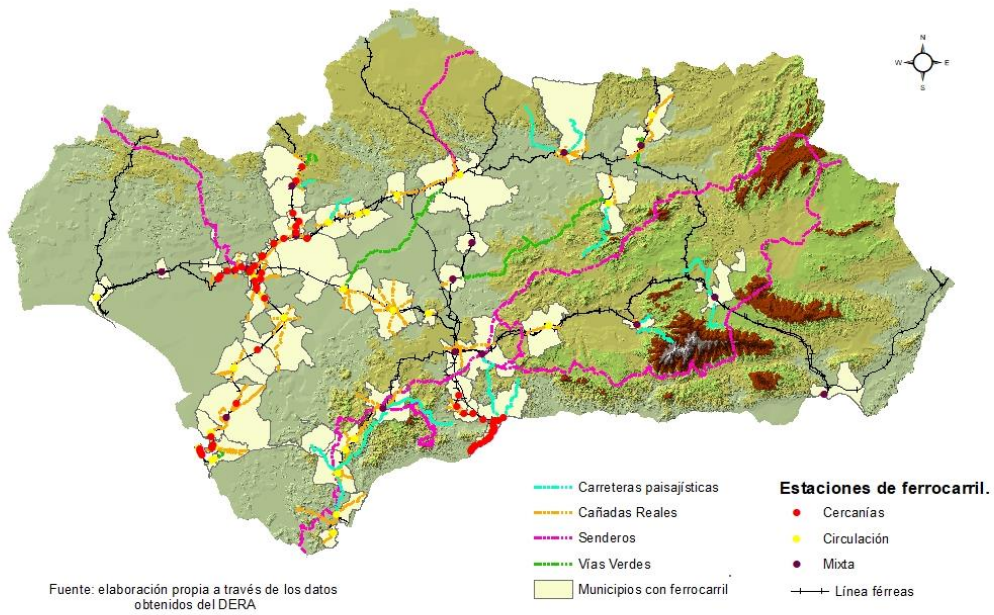 N
W E
S
Carreteras paisajísticas
Cañadas Reales
Senderos
Vías Verdes
Municipios con ferrocarril
Estaciones de ferrocarril.
Cercanías
Circulación
Mixta
Línea férreas
Fuente: elaboración propia a través de los datos
obtenidos del DERA